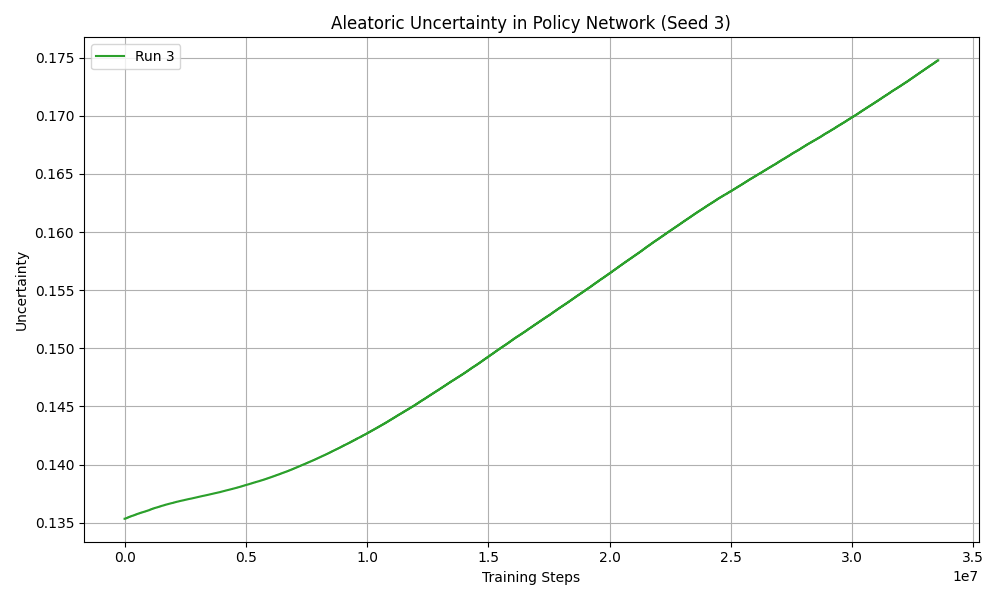 Aleatoric Uncertainty in Policy Network (Seed 3)
Run 3
Uncertainty
0.175
0.170
0.165
0.160
0.155
0.150
0.145
0.140
0.135
0.0 0.5 1.0 1.5 2.0 2.5 3.0 3.5
1e7
Training Steps